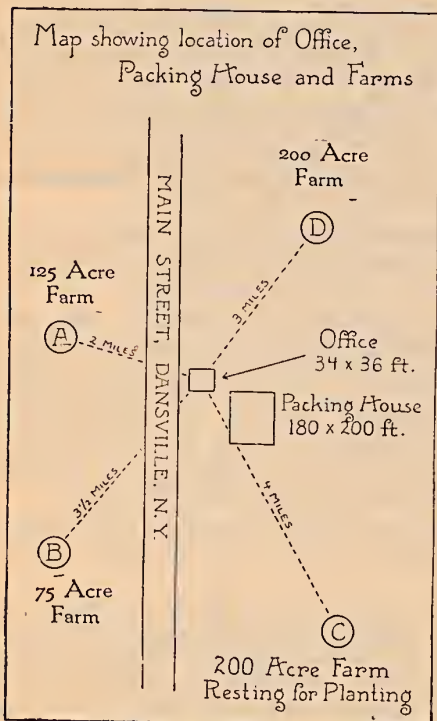 Map showing location of Office,
Packing House and Farms
200 Acre
Farm
D
MAIN STREET, DANSVILLE. N.Y.
125 Acre
Farm
A
2 MILES
3 MILES
Office
34 x 36 ft.
Packing House
180 x 200 ft.
3½ MILES
4 MILES
B
75 Acre
Farm
C
200 Acre Farm
Resting for Planting